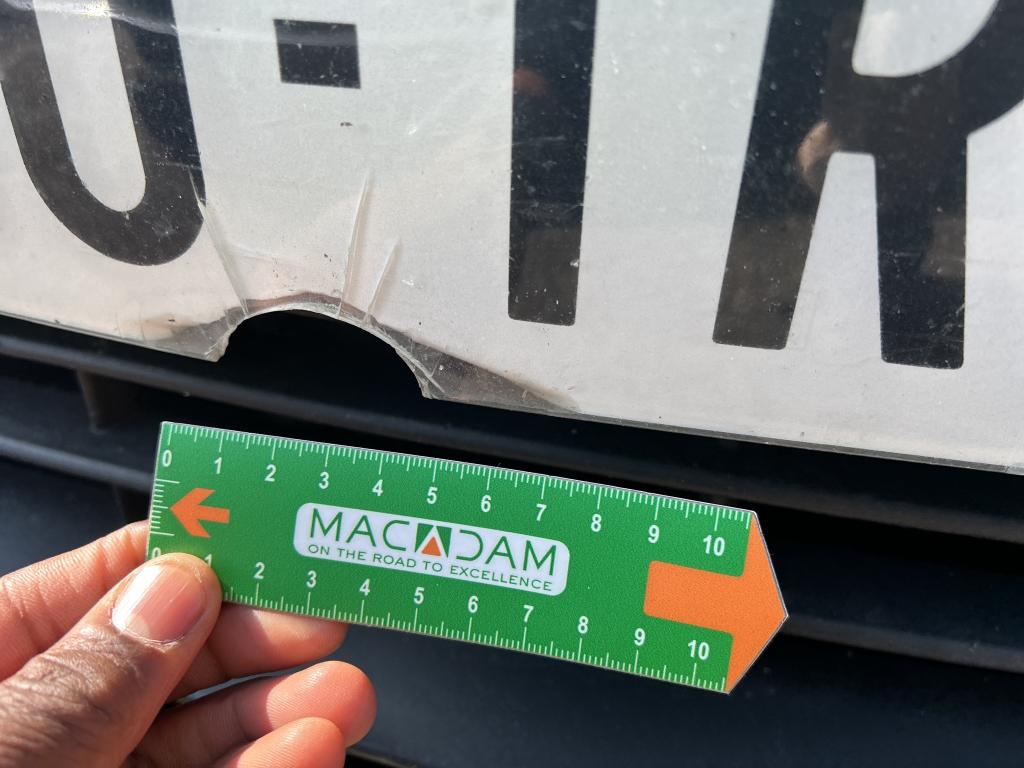 -TR
0 1 2 3 4 5 6 7 8 9 10
MACADAM
ON THE ROAD TO EXCELLENCE
0 1 2 3 4 5 6 7 8 9 10